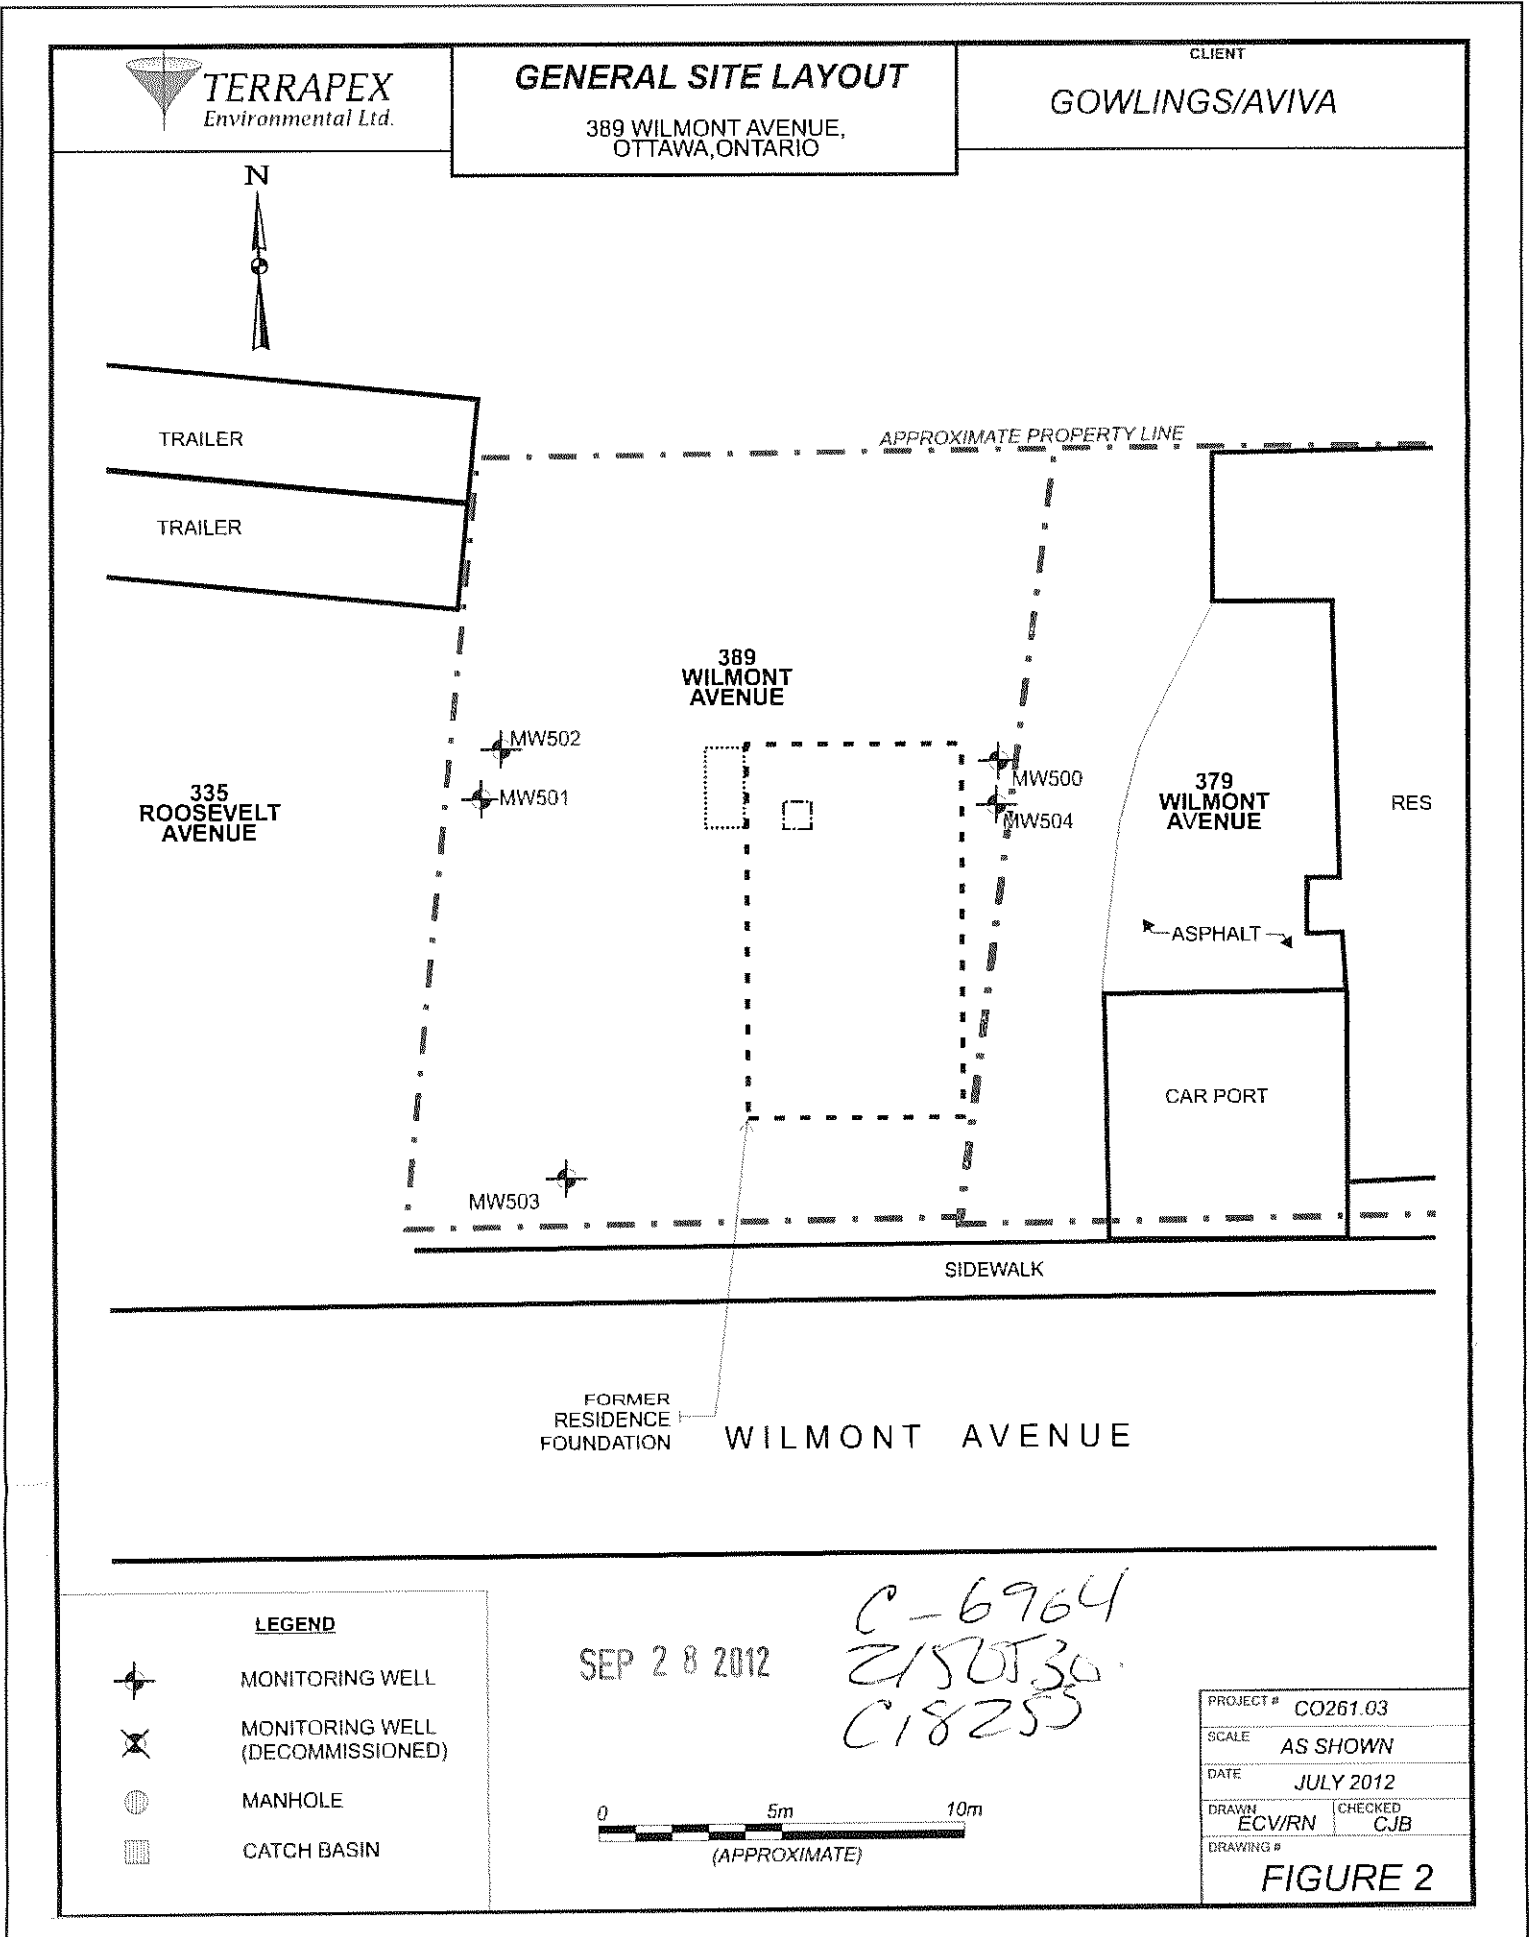 TERRAPEX
Environmental Ltd.
GENERAL SITE LAYOUT
389 WILMONT AVENUE,
OTTAWA,ONTARIO
CLIENT
GOWLINGS/AVIVA
N
TRAILER
TRAILER
APPROXIMATE PROPERTY LINE
389
WILMONT
AVENUE
MW502
MW501
MW500
MW504
335
ROOSEVELT
AVENUE
379
WILMONT
AVENUE
RES
ASPHALT
CAR PORT
MW503
SIDEWALK
FORMER
RESIDENCE
FOUNDATION
WILMONT AVENUE
LEGEND
MONITORING WELL
MONITORING WELL
(DECOMMISSIONED)
MANHOLE
CATCH BASIN
SEP 28 2012
C-6964
Z150530
C18255
0 5m 10m
(APPROXIMATE)
PROJECT # CO261.03
SCALE AS SHOWN
DATE JULY 2012
DRAWN ECV/RN CHECKED CJB
DRAWING #
FIGURE 2